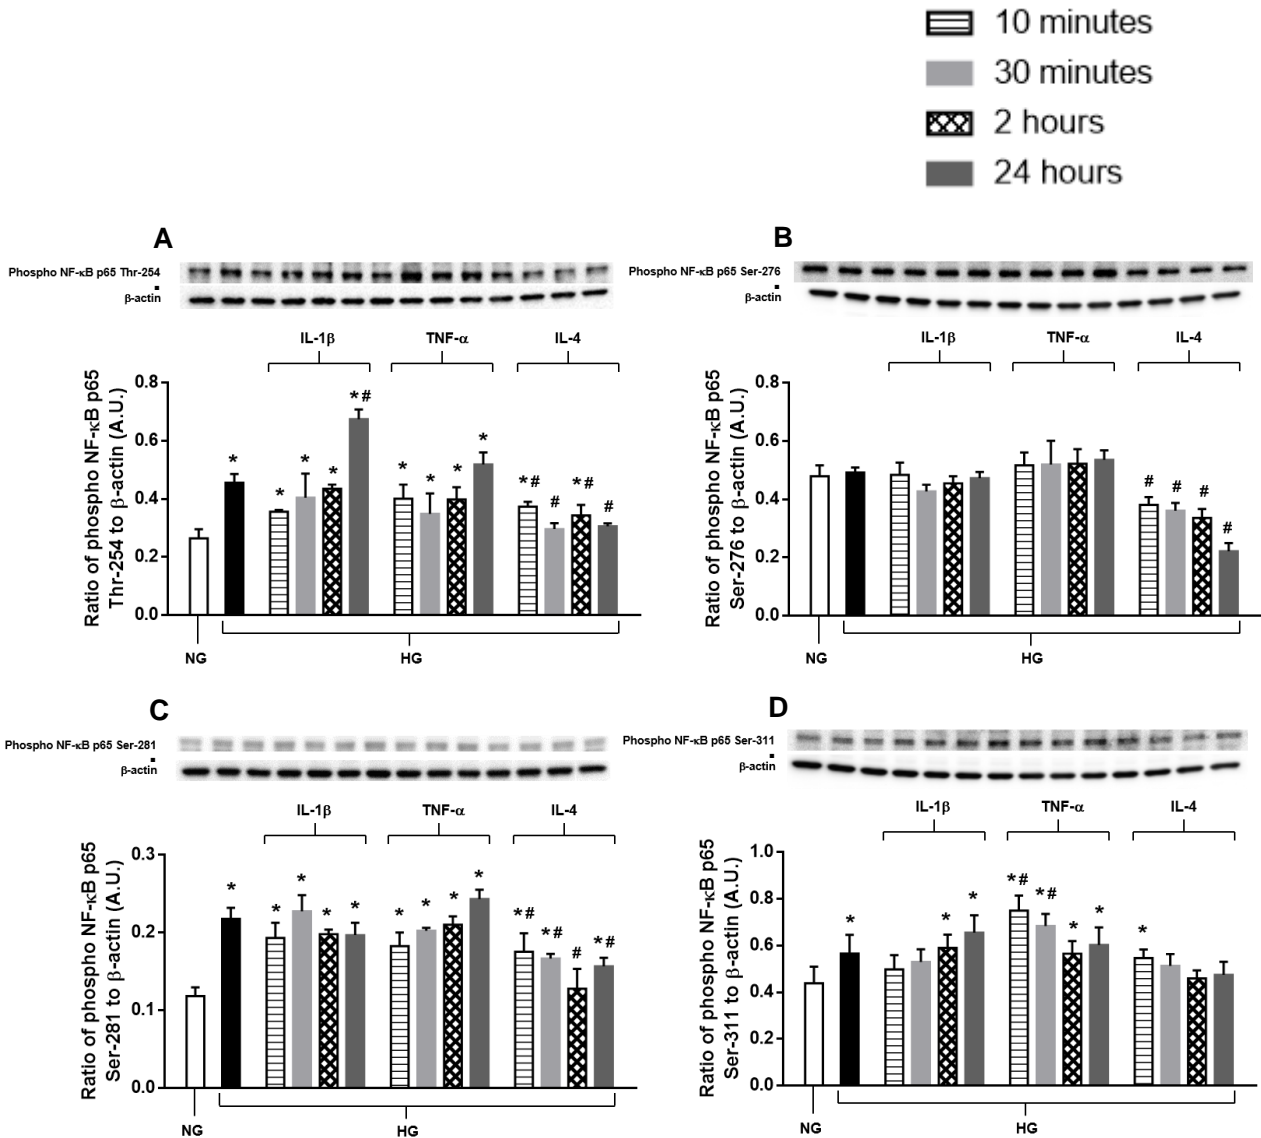 10 minutes
30 minutes
2 hours
24 hours
A
Phospho NF-κB p65 Thr-254
β-actin
IL-1β TNF-α IL-4
Ratio of phospho NF-κB p65
Thr-254 to β-actin (A.U.)
0.8
0.6
0.4
0.2
0.0
* * * * *# * * * * *# # *# #
NG HG
B
Phospho NF-κB p65 Ser-276
β-actin
IL-1β TNF-α IL-4
Ratio of phospho NF-κB p65
Ser-276 to β-actin (A.U.)
0.8
0.6
0.4
0.2
0.0
# # # #
NG HG
C
Phospho NF-κB p65 Ser-281
β-actin
IL-1β TNF-α IL-4
Ratio of phospho NF-κB p65
Ser-281 to β-actin (A.U.)
0.3
0.2
0.1
0.0
* * * * * * * * * *# *# # *#
NG HG
D
Phospho NF-κB p65 Ser-311
β-actin
IL-1β TNF-α IL-4
Ratio of phospho NF-κB p65
Ser-311 to β-actin (A.U.)
1.0
0.8
0.6
0.4
0.2
0.0
* * * *# *# * * *
NG HG